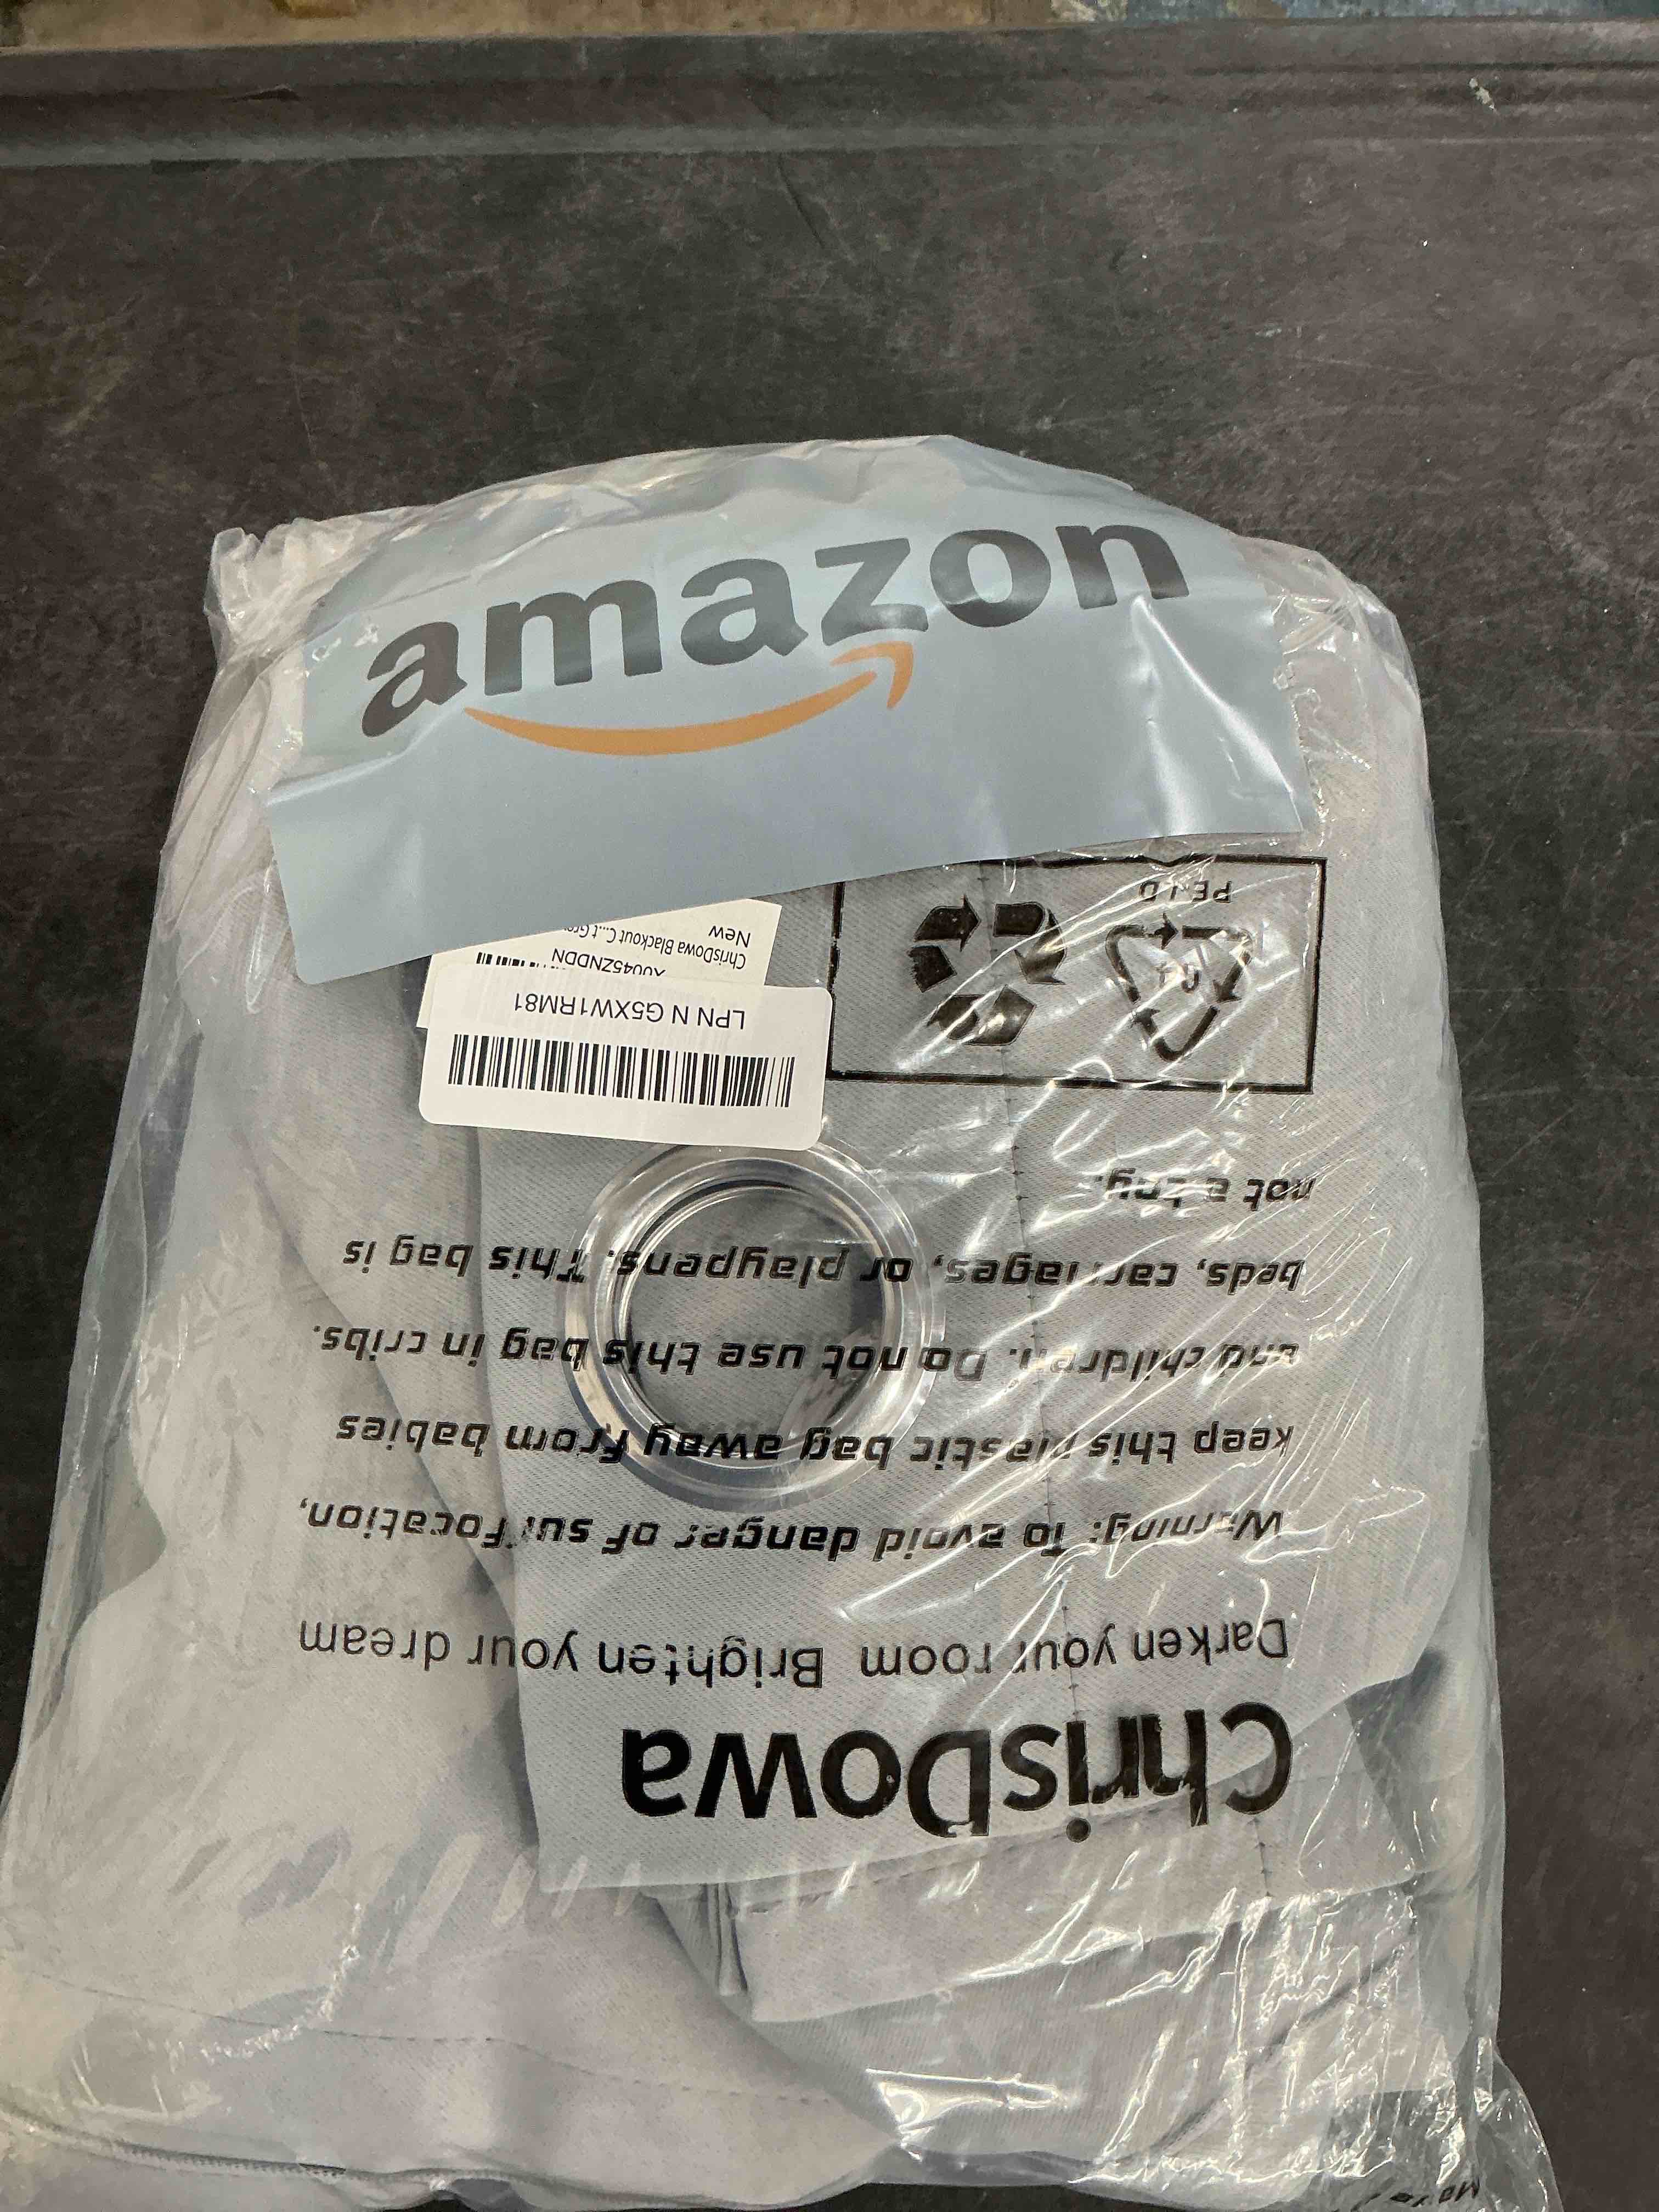 amazon
PE-LD
04
ChrisDowa Blackout C...t Gre
New
X0045ZNDDN
LPN N G5XW1RM81
ChrisDowa
Darken your room Brighten your dream
Warning: To avoid danger of suffocation,
keep this plastic bag away from babies
and children. Do not use this bag in cribs.
beds, carriages, or playpens. This bag is
not a toy.